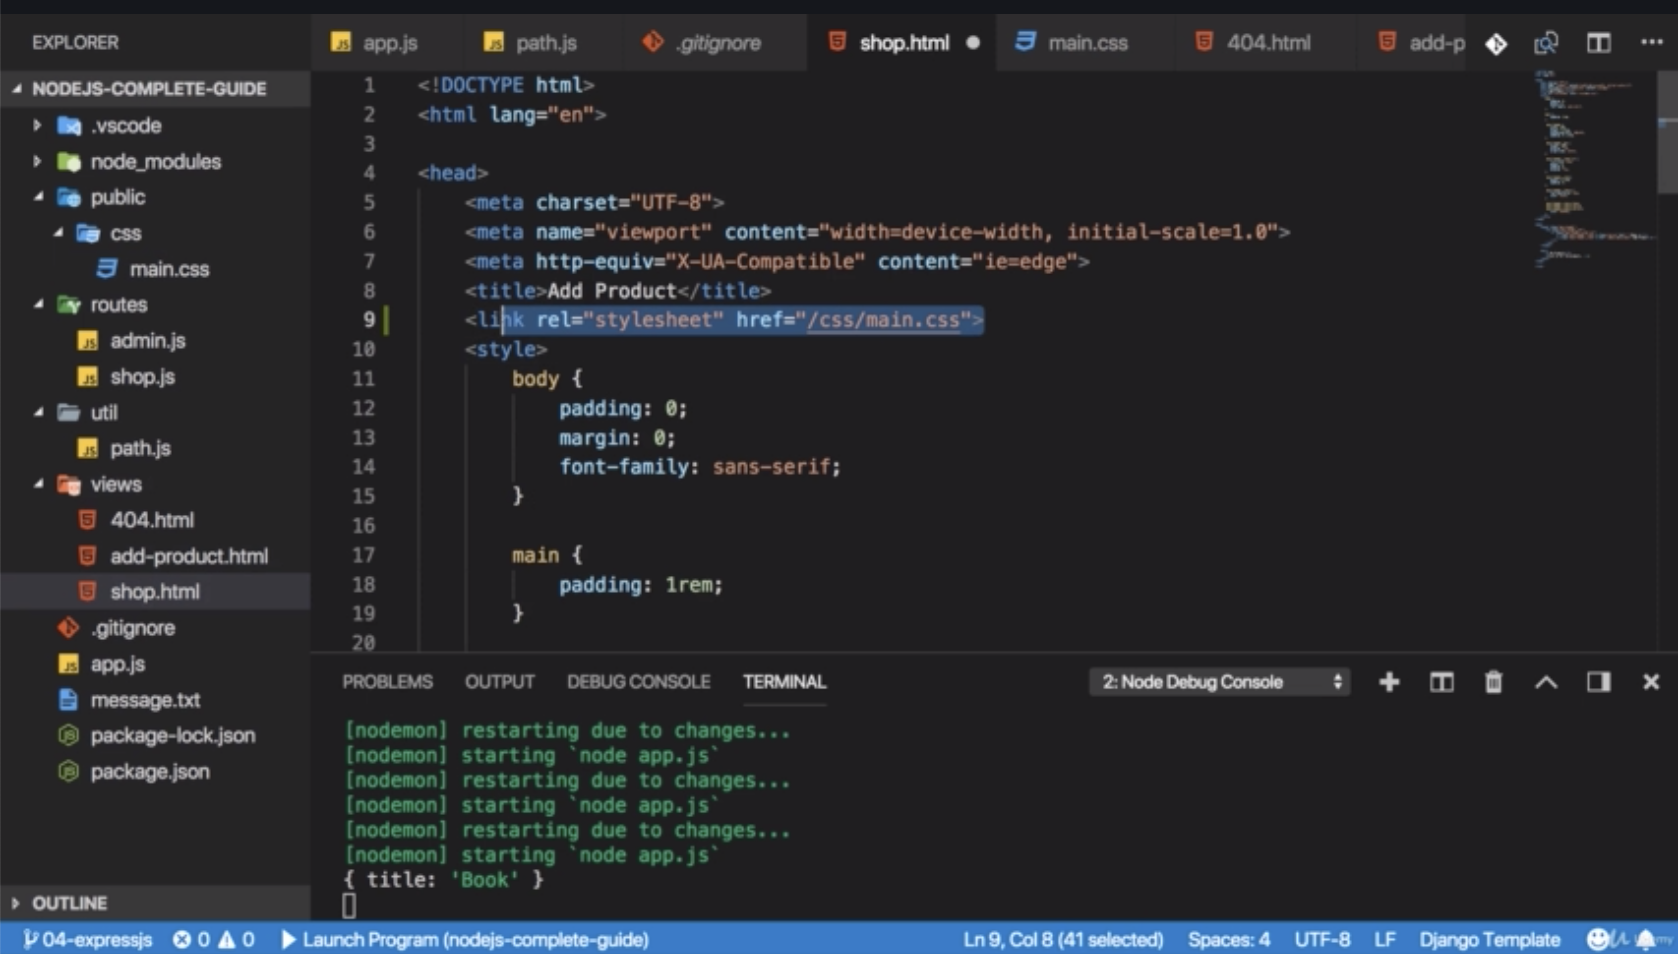 EXPLORER
NODEJS-COMPLETE-GUIDE
.vscode
node_modules
public
css
main.css
routes
admin.js
shop.js
util
path.js
views
404.html
add-product.html
shop.html
.gitignore
app.js
message.txt
package-lock.json
package.json
OUTLINE
app.js path.js .gitignore shop.html main.css 404.html add-p
1 <!DOCTYPE html>
2 <html lang="en">
3
4 <head>
5 <meta charset="UTF-8">
6 <meta name="viewport" content="width=device-width, initial-scale=1.0">
7 <meta http-equiv="X-UA-Compatible" content="ie=edge">
8 <title>Add Product</title>
9 <link rel="stylesheet" href="/css/main.css">
10 <style>
11 body {
12 padding: 0;
13 margin: 0;
14 font-family: sans-serif;
15 }
16
17 main {
18 padding: 1rem;
19 }
20
PROBLEMS OUTPUT DEBUG CONSOLE TERMINAL 2: Node Debug Console
[nodemon] restarting due to changes...
[nodemon] starting `node app.js`
[nodemon] restarting due to changes...
[nodemon] starting `node app.js`
[nodemon] restarting due to changes...
[nodemon] starting `node app.js`
{ title: 'Book' }
04-expressjs 0 0 Launch Program (nodejs-complete-guide) Ln 9, Col 8 (41 selected) Spaces: 4 UTF-8 LF Django Template